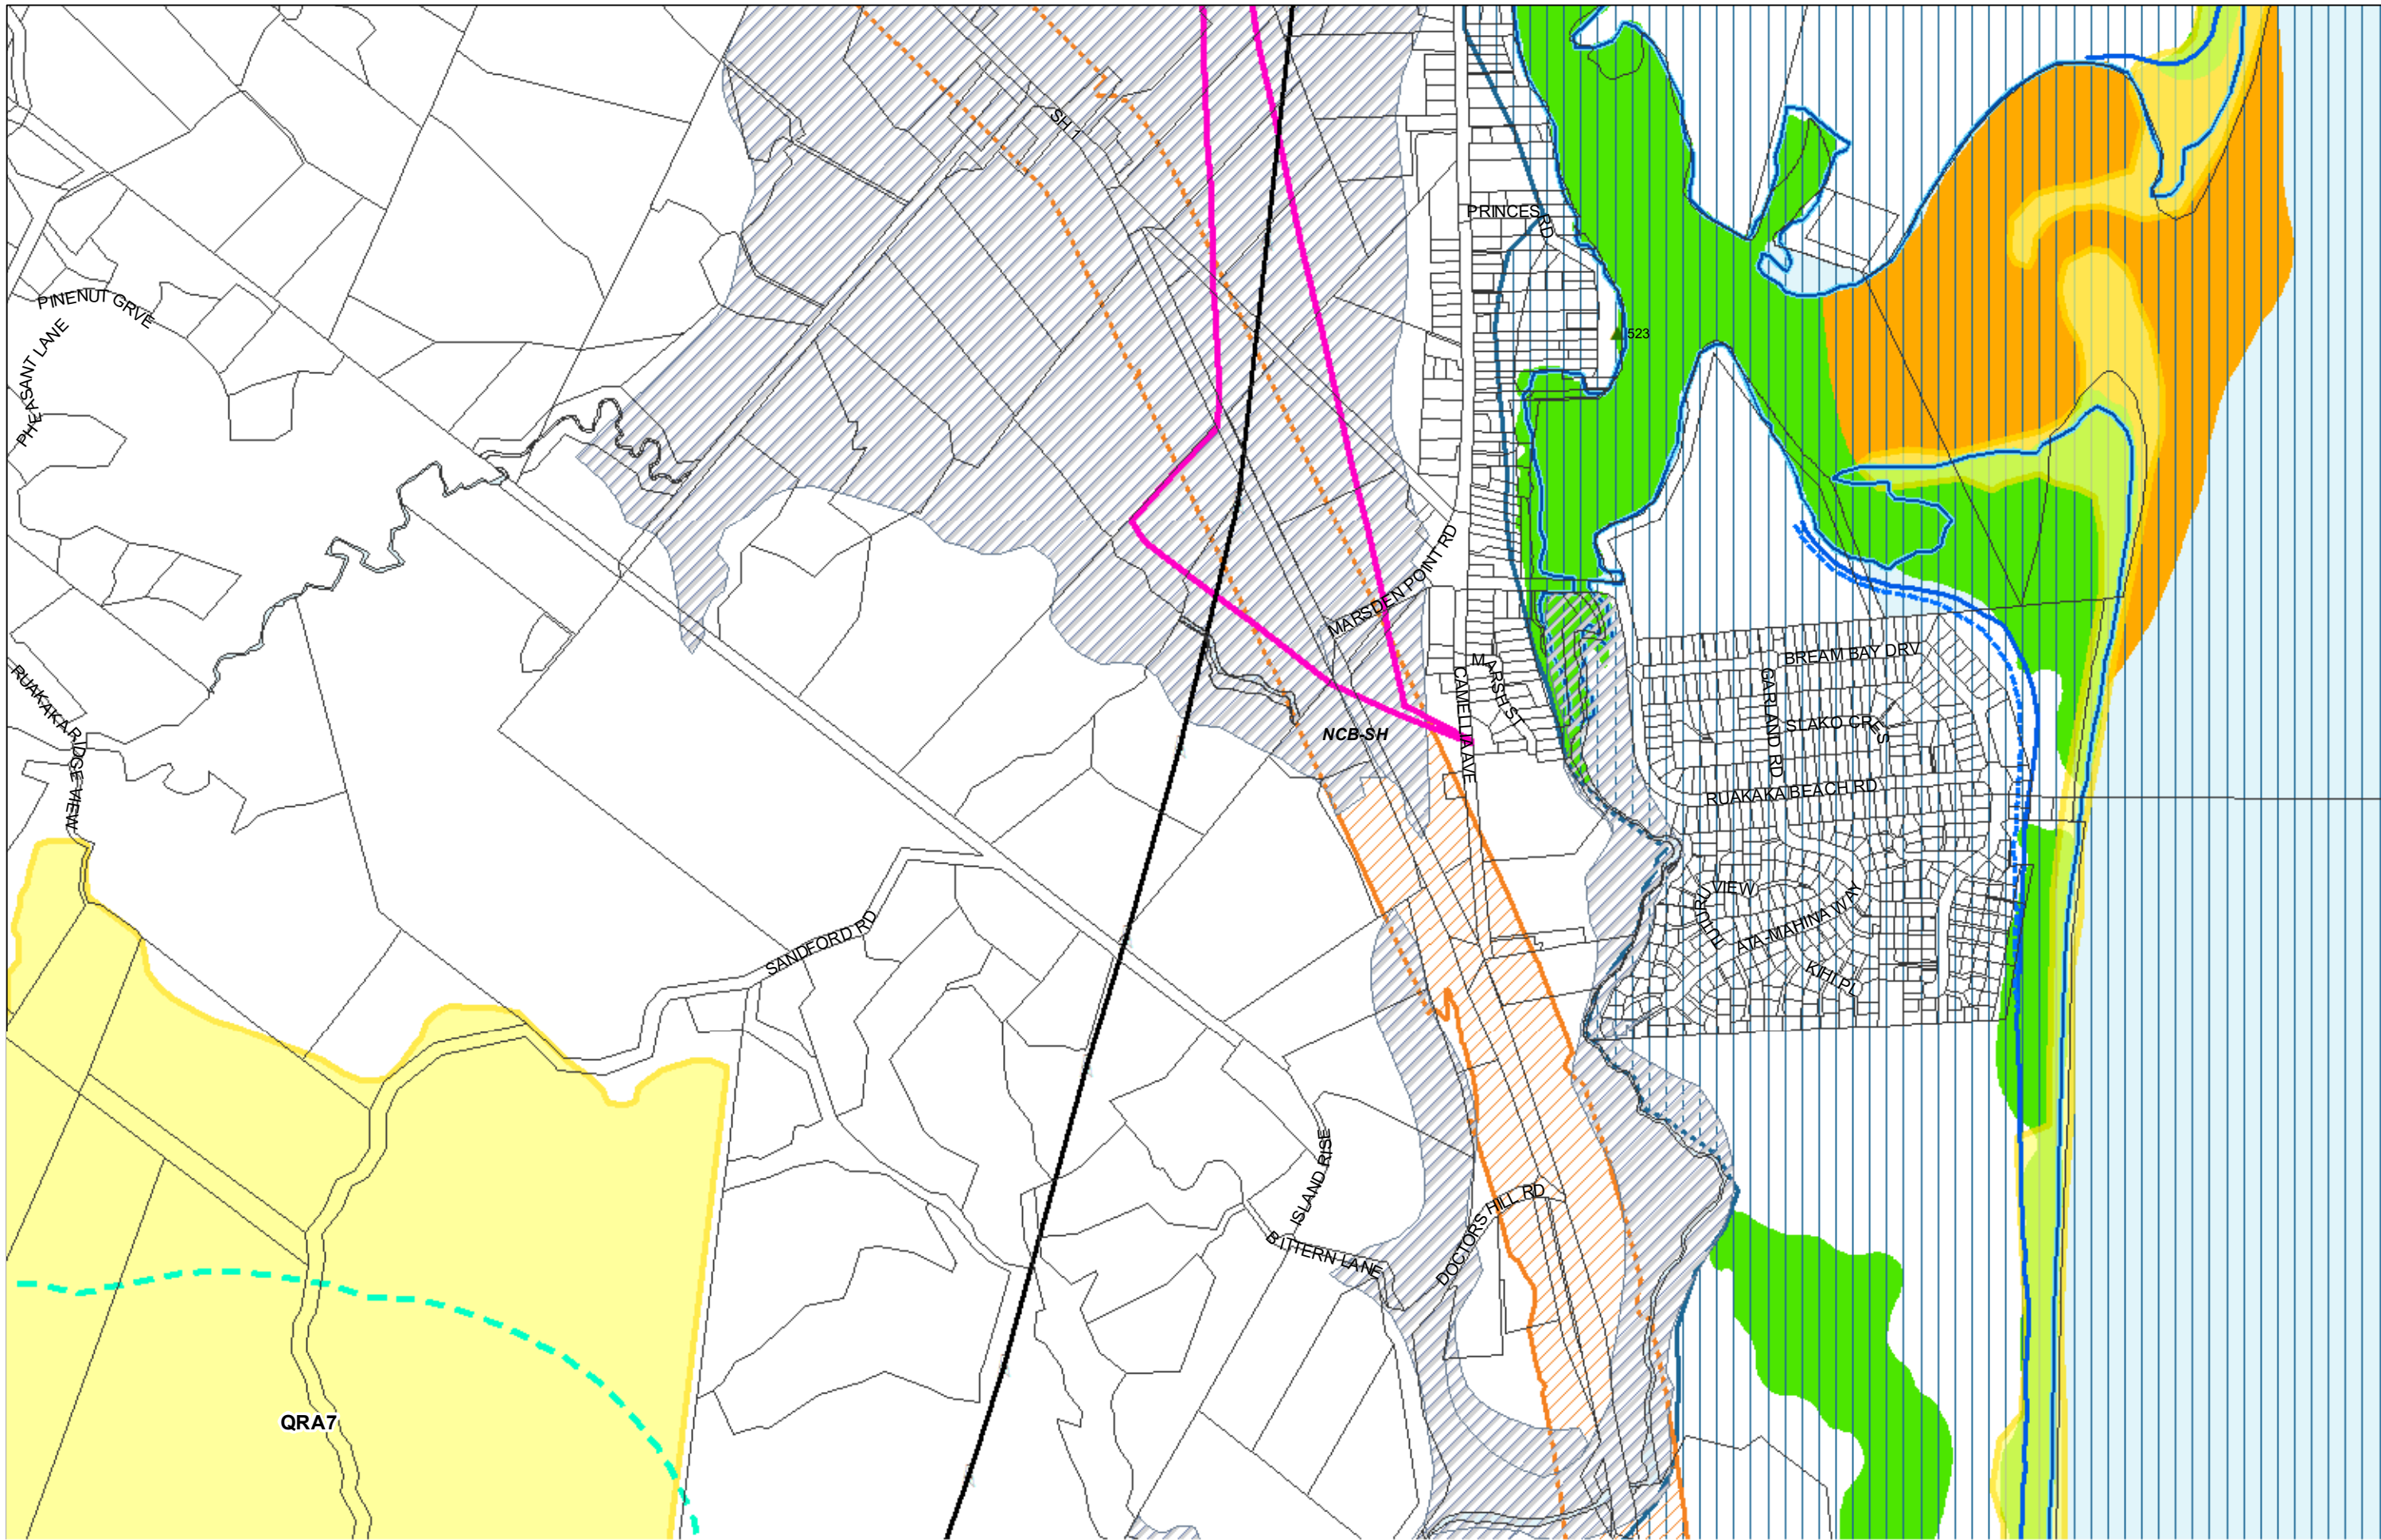 SH 1
PRINCES RD
PINENUT GRVE
PHEASANT LANE
523
MARSDEN POINT RD
BREAM BAY DRV
MARSH ST
CAMELLIA AVE
GARLAND RD
SLAKO CRES
RUAKAKA RIDGE VIEW
NCB-SH
RUAKAKA BEACH RD
TUTURU VIEW
ATA-MAHINA WAY
SANDFORD RD
KIHI PL
ISLAND RISE
DOCTORS HILL RD
BITTERN LANE
QRA7